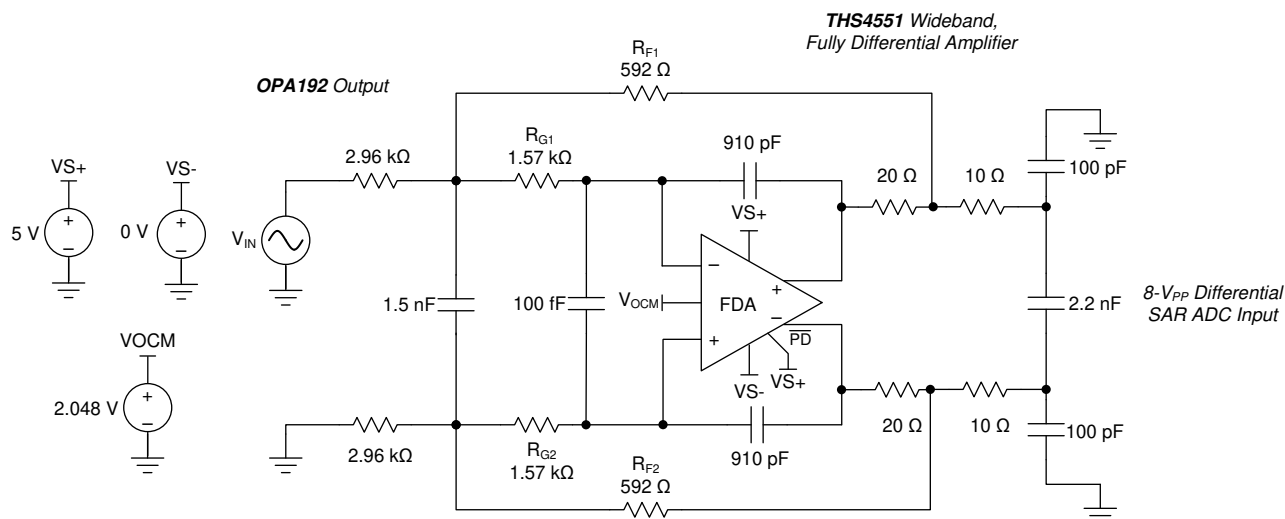 THS4551 Wideband,
Fully Differential Amplifier
RF1
592 Ω
OPA192 Output
RG1
1.57 kΩ
2.96 kΩ
910 pF
20 Ω
10 Ω
100 pF
VS+
5 V
VS-
0 V
VIN
VS+
1.5 nF
100 fF
VOCM
FDA
PD
VS-
VS+
2.2 nF
8-VPP Differential
SAR ADC Input
VOCM
2.048 V
2.96 kΩ
RG2
1.57 kΩ
910 pF
20 Ω
10 Ω
100 pF
RF2
592 Ω